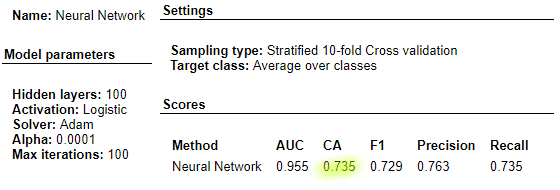 Name: Neural Network
Model parameters
Hidden layers: 100
Activation: Logistic
Solver: Adam
Alpha: 0.0001
Max iterations: 100
Settings
Sampling type: Stratified 10-fold Cross validation
Target class: Average over classes
Scores
Method AUC CA F1 Precision Recall
Neural Network 0.955 0.735 0.729 0.763 0.735